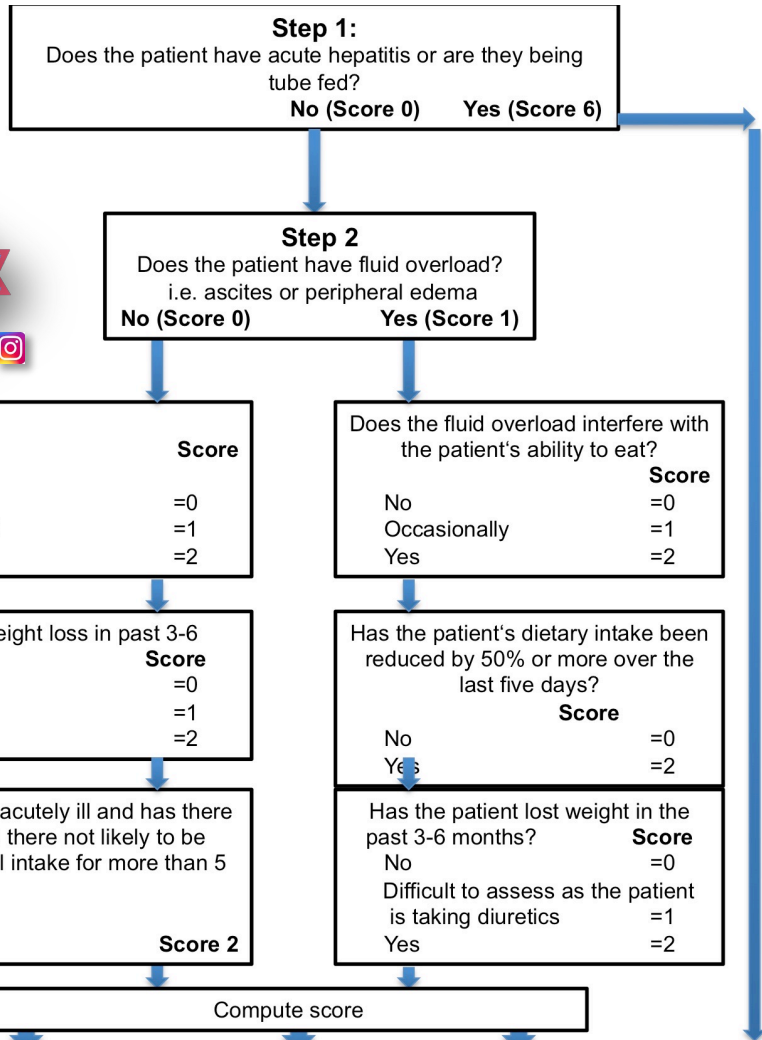 Step 1:
Does the patient have acute hepatitis or are they being
tube fed?
No (Score 0) Yes (Score 6)
Step 2
Does the patient have fluid overload?
i.e. ascites or peripheral edema
No (Score 0) Yes (Score 1)
Score
=0
=1
=2
eight loss in past 3-6
Score
=0
=1
=2
acutely ill and has there
there not likely to be
l intake for more than 5
Score 2
Does the fluid overload interfere with
the patient‘s ability to eat?
Score
No =0
Occasionally =1
Yes =2
Has the patient‘s dietary intake been
reduced by 50% or more over the
last five days?
Score
No =0
Yes =2
Has the patient lost weight in the
past 3-6 months? Score
No =0
Difficult to assess as the patient
is taking diuretics =1
Yes =2
Compute score